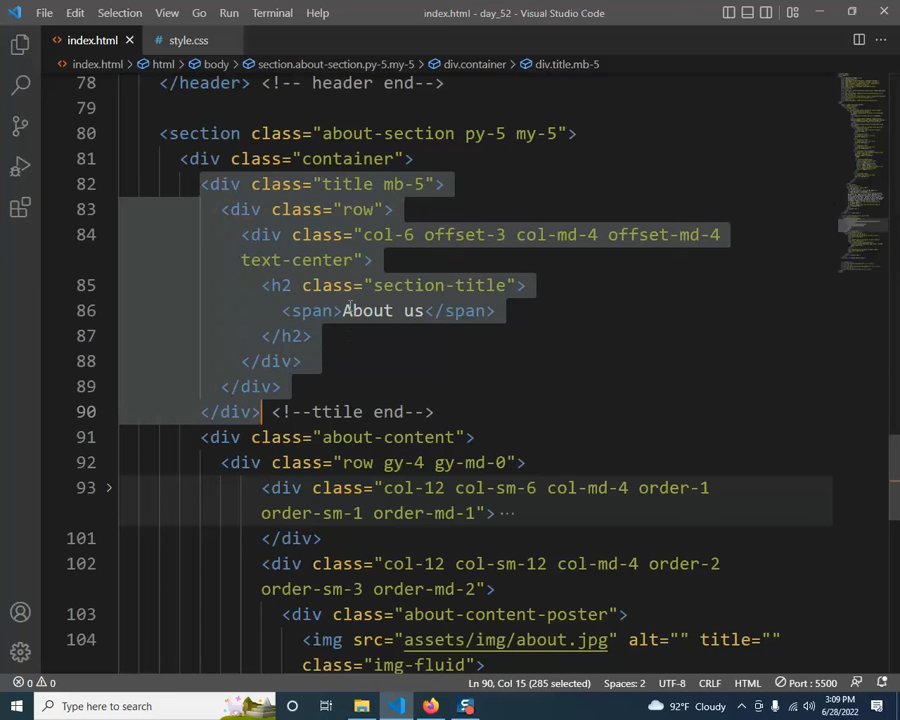 File Edit Selection View Go Run Terminal Help index.html - day_52 - Visual Studio Code
index.html style.css
index.html > html > body > section.about-section.py-5.my-5 > div.container > div.title.mb-5
78 </header> <!-- header end-->
79
80 <section class="about-section py-5 my-5">
81 <div class="container">
82 <div class="title mb-5">
83 <div class="row">
84 <div class="col-6 offset-3 col-md-4 offset-md-4
text-center">
85 <h2 class="section-title">
86 <span>About us</span>
87 </h2>
88 </div>
89 </div>
90 </div> <!--ttile end-->
91 <div class="about-content">
92 <div class="row gy-4 gy-md-0">
93 <div class="col-12 col-sm-6 col-md-4 order-1
order-sm-1 order-md-1">...
101 </div>
102 <div class="col-12 col-sm-12 col-md-4 order-2
order-sm-3 order-md-2">
103 <div class="about-content-poster">
104 <img src="assets/img/about.jpg" alt="" title=""
class="img-fluid">
0 0 Ln 90, Col 15 (285 selected) Spaces: 2 UTF-8 CRLF HTML Port : 5500
Type here to search 92°F Cloudy 3:09 PM
6/28/2022